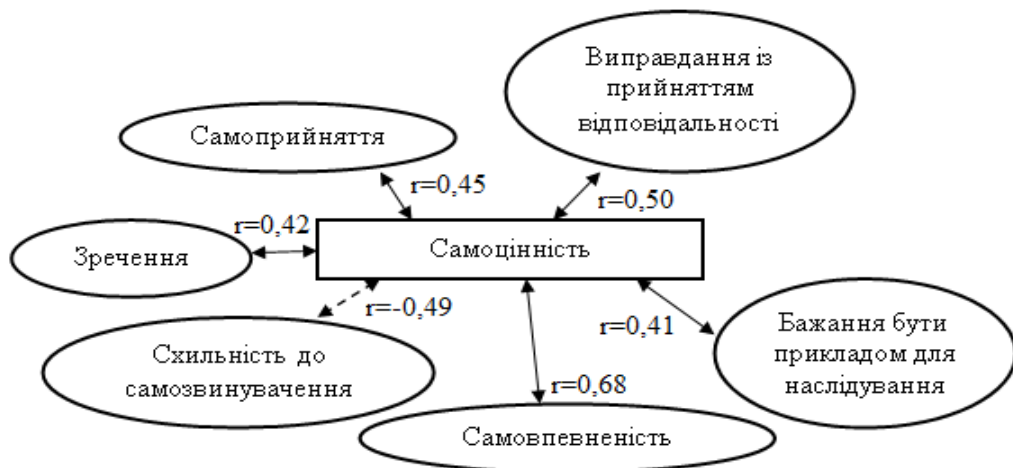 Виправдання із
прийняттям
відповідальності
Самоприйняття
r=0,45
r=0,50
r=0,42
Самоцінність
Зречення
r=-0,49
r=0,41
Бажання бути
прикладом для
наслідування
Схильність до
самозвинувачення
r=0,68
Самовпевненість